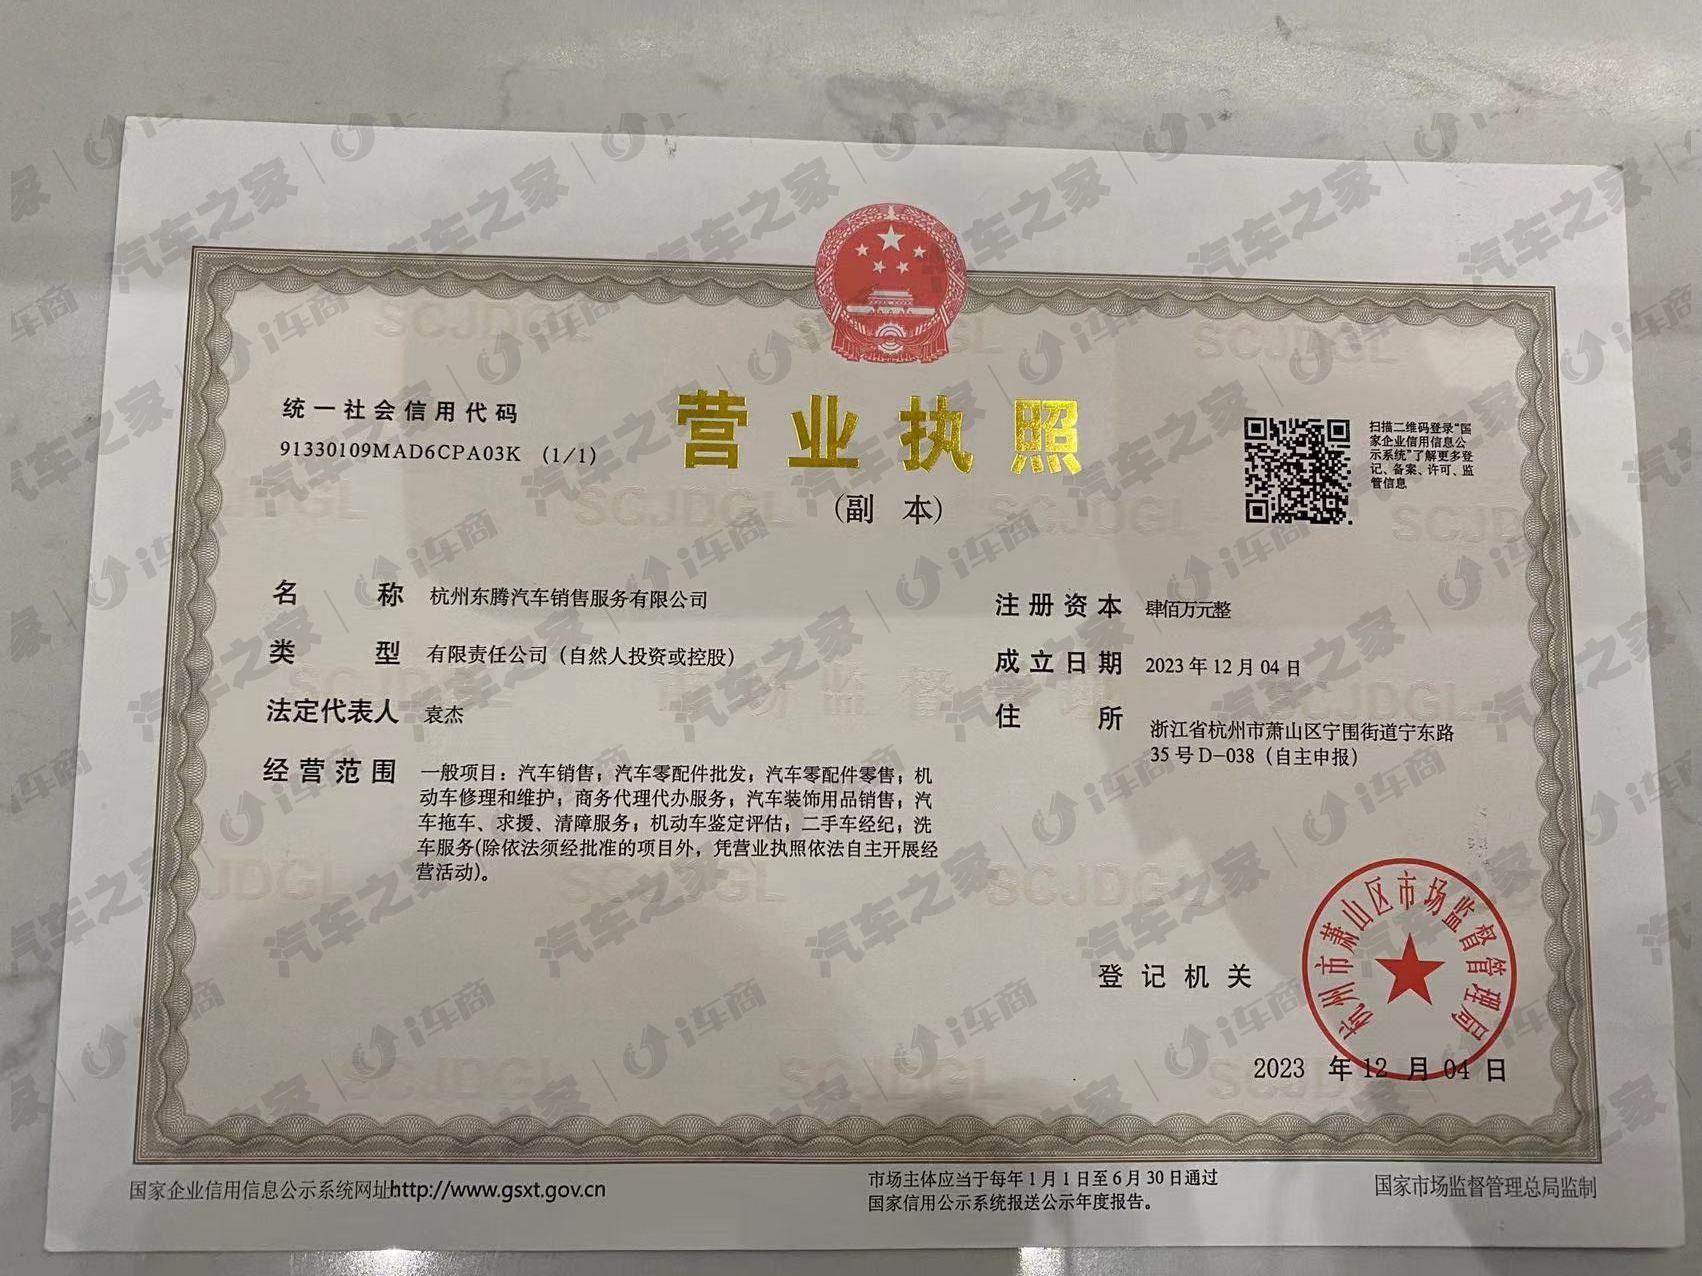 统一社会信用代码
91330109MAD6CPA03K (1/1)
营业执照
(副 本)
扫描二维码登录"国
家企业信用信息公
示系统"了解更多登
记、备案、许可、监
管信息
名 称 杭州东腾汽车销售服务有限公司
类 型 有限责任公司（自然人投资或控股）
法定代表人 袁杰
经营范围 一般项目：汽车销售；汽车零配件批发；汽车零配件零售；机
动车修理和维护；商务代理代办服务；汽车装饰用品销售；汽
车拖车、求援、清障服务；机动车鉴定评估；二手车经纪；洗
车服务(除依法须经批准的项目外，凭营业执照依法自主开展经
营活动)。
注册资本 肆佰万元整
成立日期 2023年12月04日
住 所 浙江省杭州市萧山区宁围街道宁东路
35号D-038（自主申报）
登记机关
杭州市萧山区市场监督管理局
2023 年 12 月 04 日
国家企业信用信息公示系统网址http://www.gsxt.gov.cn
市场主体应当于每年1月1日至6月30日通过
国家信用公示系统报送公示年度报告。
国家市场监督管理总局监制
汽车之家
i车商
SCJDGL